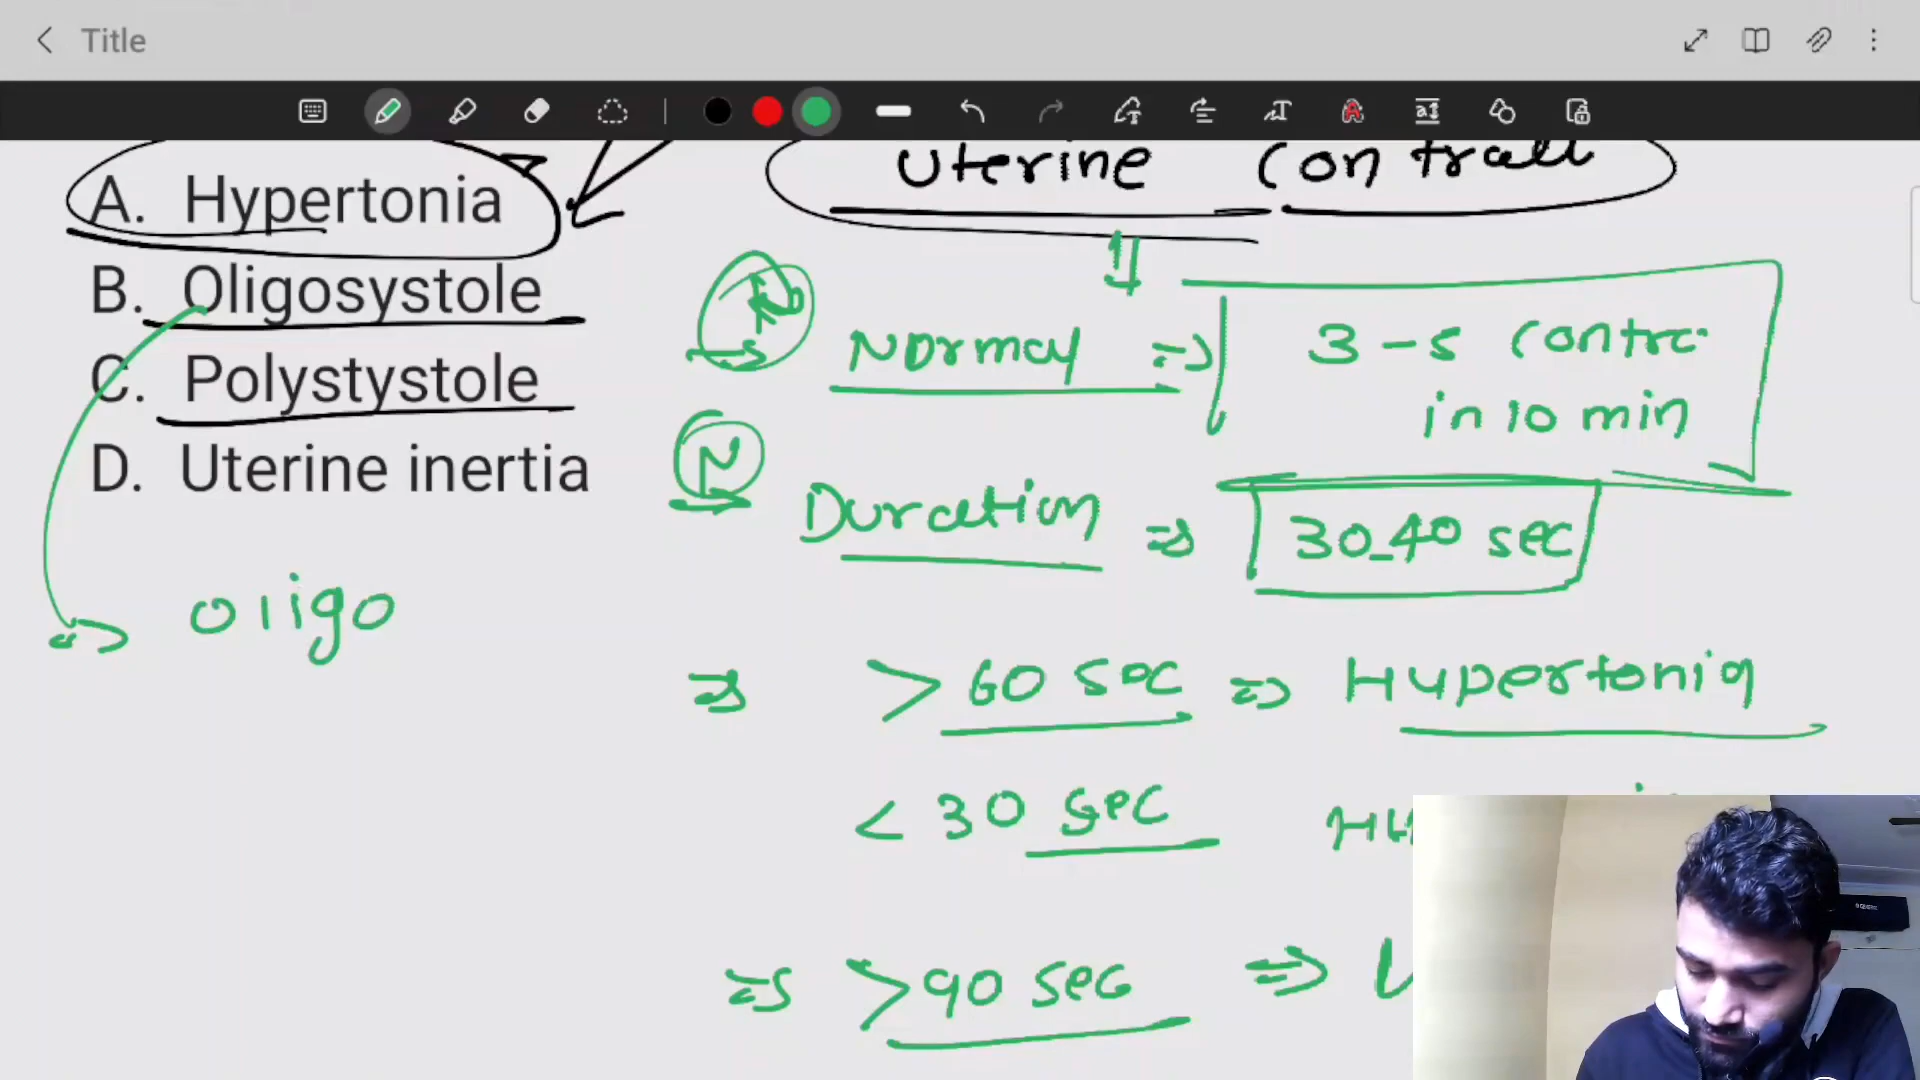 Title
A. Hypertonia
B. Oligosystole
C. Polystystole
D. Uterine inertia
oligo
Uterine
Normal ⇒ 3-5 contrc
in 10 min
N
Duration ⇒ 30-40 sec
⇒ > 60 sec ⇒ Hypertonia
< 30 sec
⇒ > 90 sec ⇒